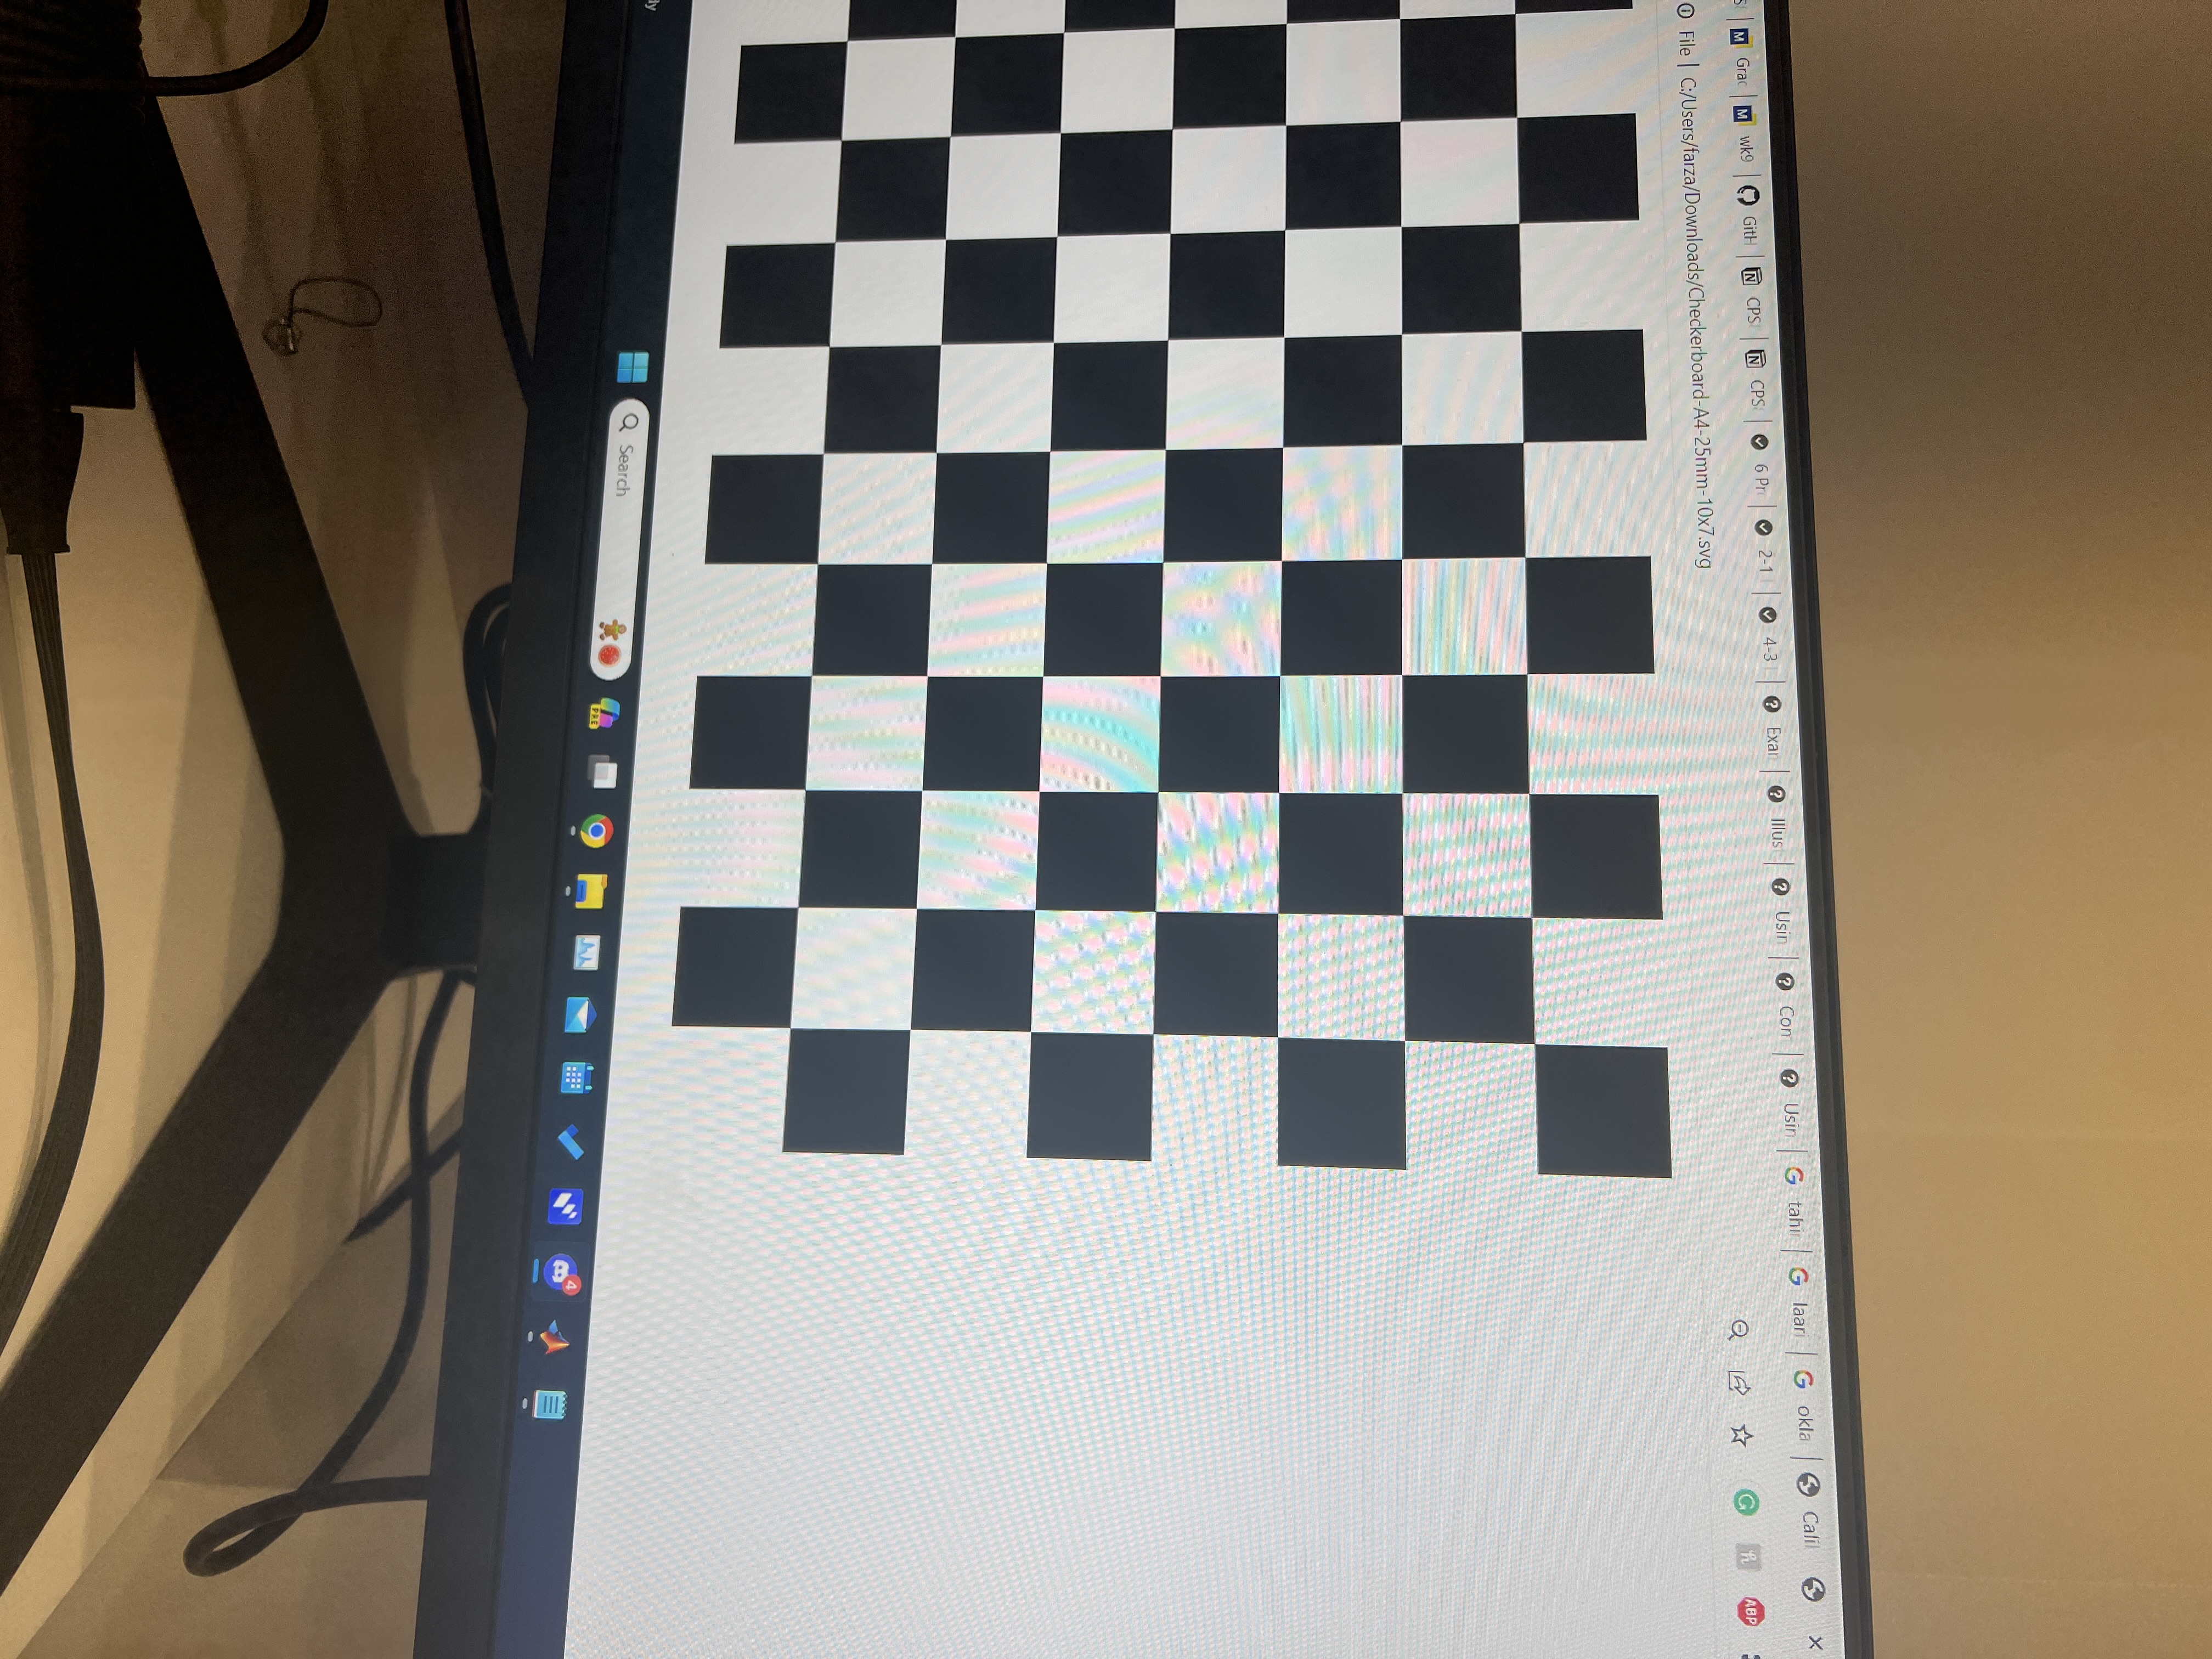 Grac wk9 GitH CPS CPS 6 Pr 2-1 4-3 Exar Illus Usin Con Usin tahir laari okla Calil
File | C:/Users/farza/Downloads/Checkerboard-A4-25mm-10x7.svg
ABP
Search
PRE
4